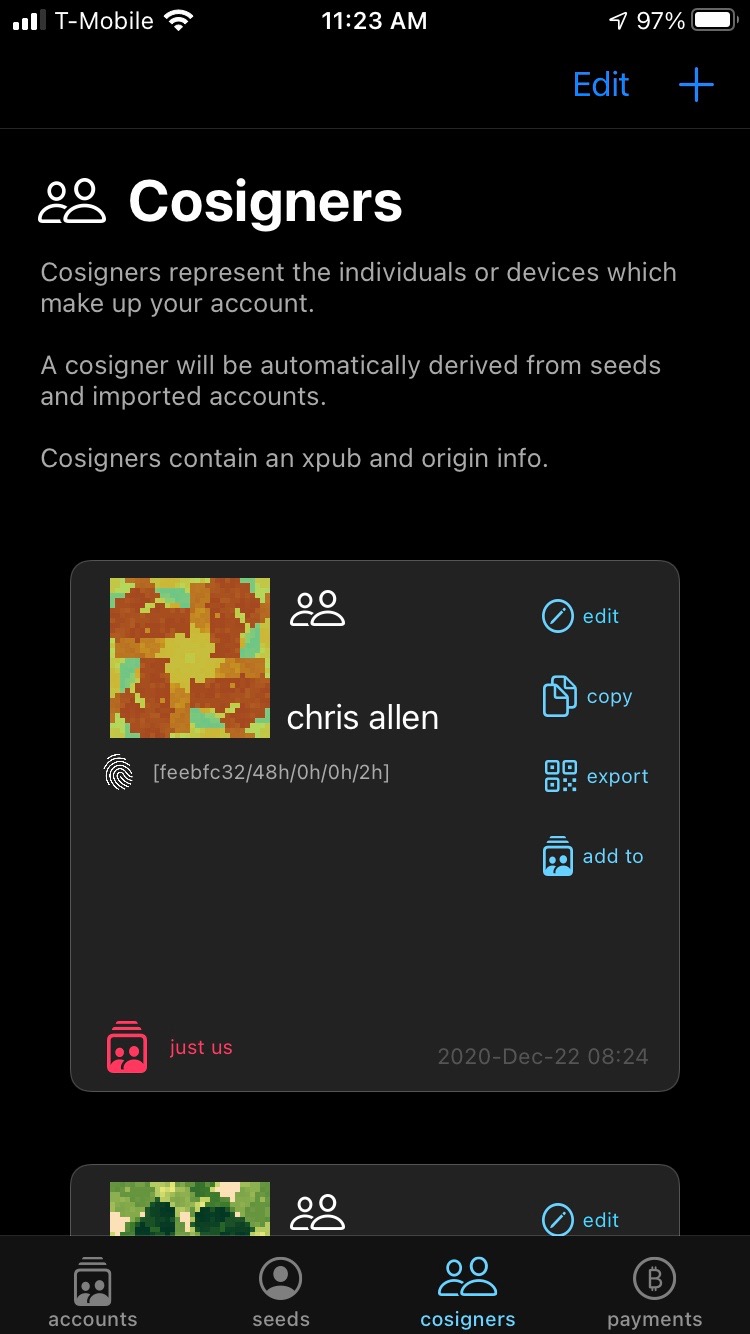 T-Mobile 11:23 AM 97%
Edit
Cosigners
Cosigners represent the individuals or devices which
make up your account.
A cosigner will be automatically derived from seeds
and imported accounts.
Cosigners contain an xpub and origin info.
edit
copy
chris allen
[feebfc32/48h/0h/0h/2h]
export
add to
just us
2020-Dec-22 08:24
edit
accounts seeds cosigners payments